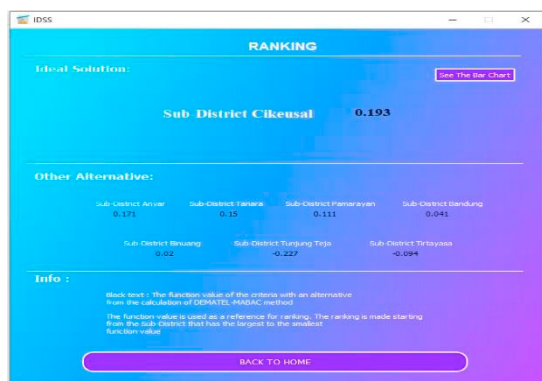 IDSS
RANKING
Ideal Solution:
See The Bar Chart
Sub-District Cikeusal 0.193
Other Alternative:
Sub-District Anyar Sub-District Tanara Sub-District Pamarayan Sub-District Bandung
0.171 0.15 0.111 0.041
Sub-District Binuang Sub-District Tunjung Teja Sub-District Tirtayasa
0.02 -0.227 -0.094
Info :
Black text : The function value of the criteria with an alternative
from the calculation of DEMATEL-MABAC method
The function value is used as a reference for ranking. The ranking is made starting
from the Sub-District that has the largest to the smallest
function value
BACK TO HOME